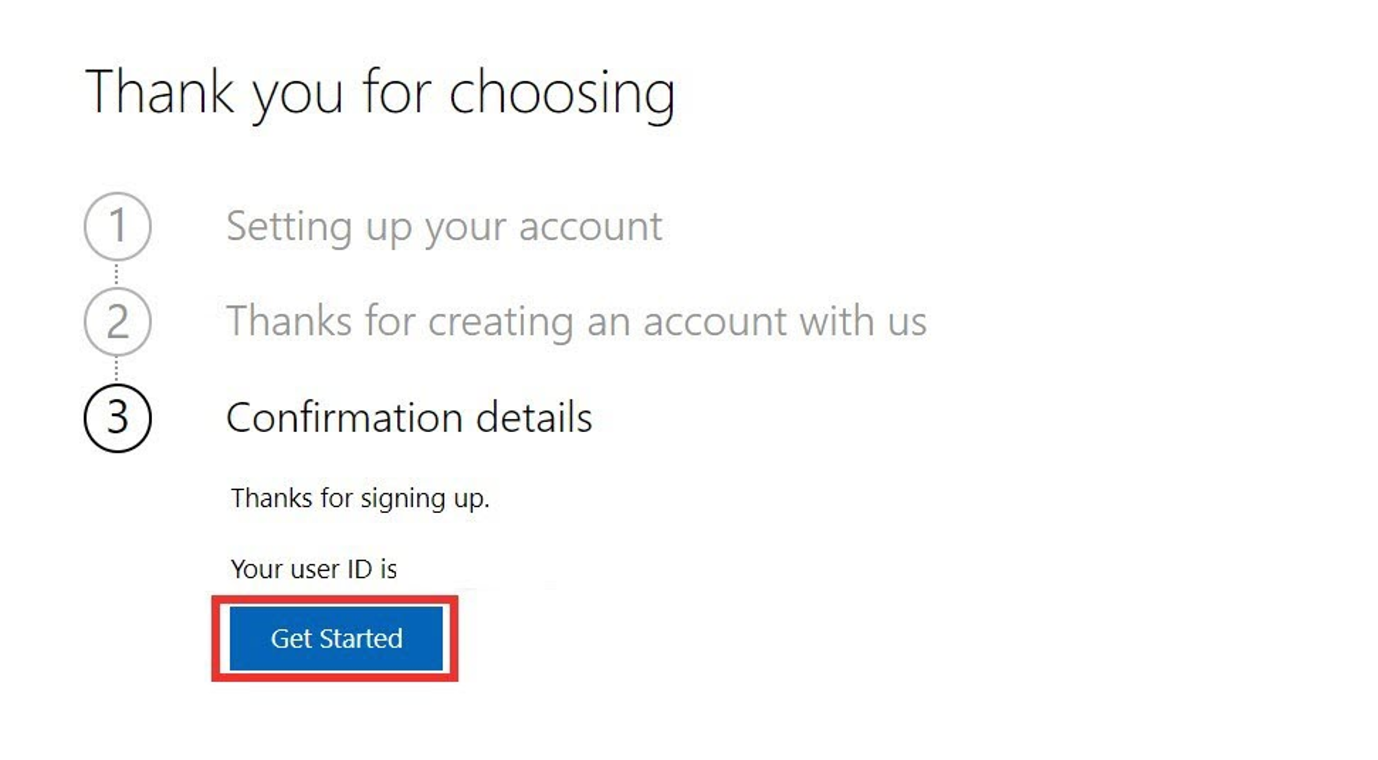 Thank you for choosing
1 Setting up your account
2 Thanks for creating an account with us
3 Confirmation details
Thanks for signing up.
Your user ID is
Get Started